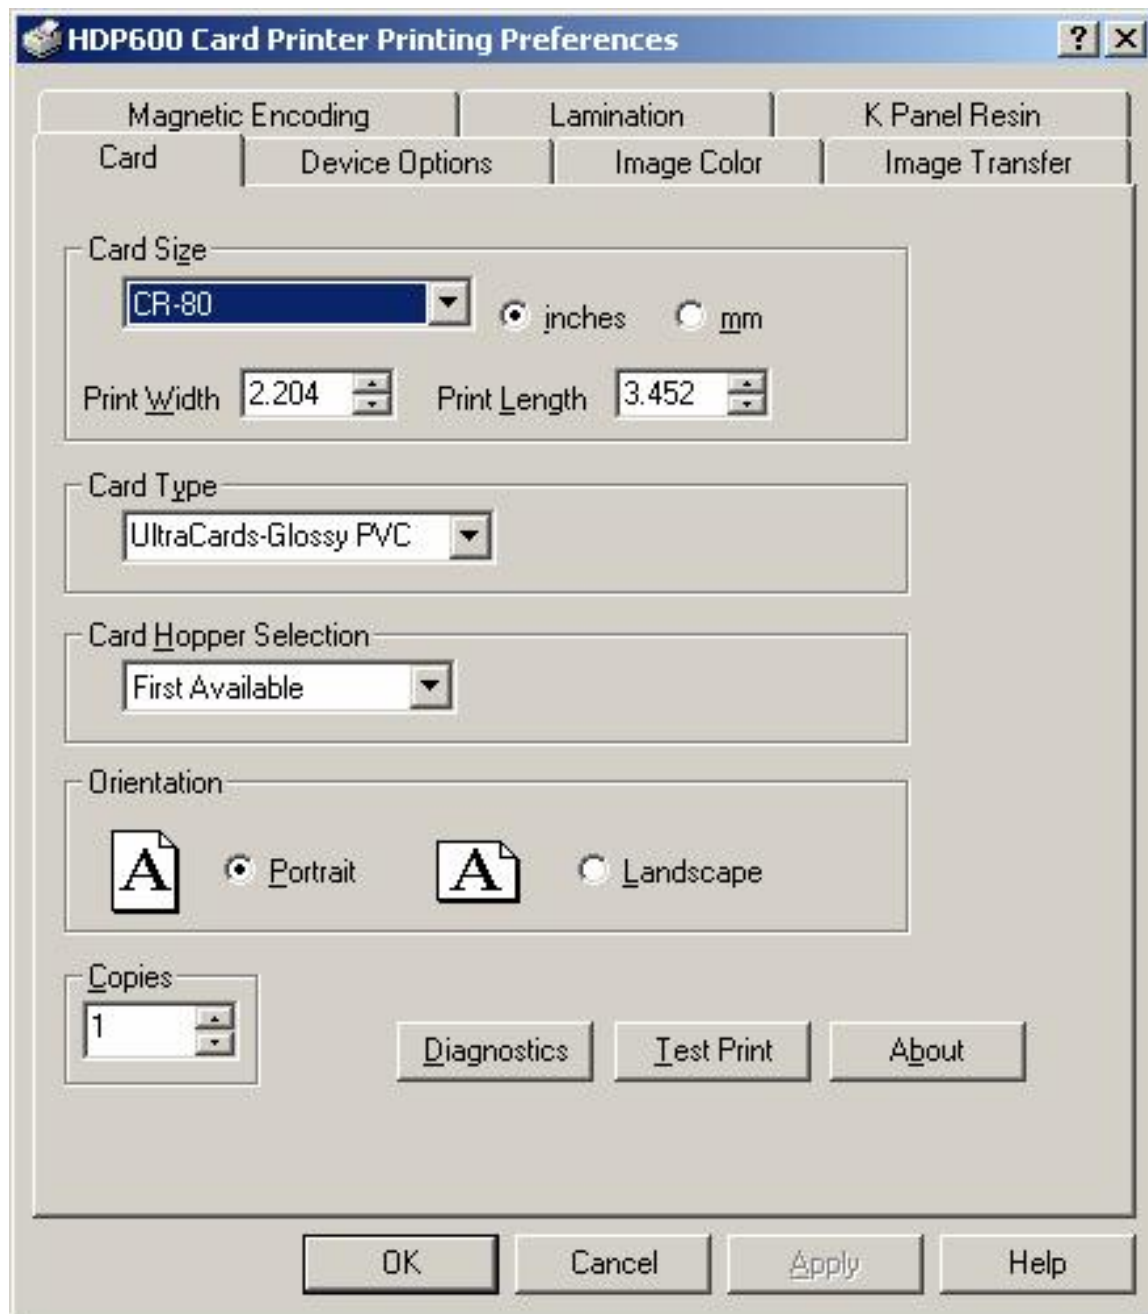 HDP600 Card Printer Printing Preferences
Magnetic Encoding Lamination K Panel Resin
Card Device Options Image Color Image Transfer
Card Size
CR-80 inches mm
Print Width 2.204 Print Length 3.452
Card Type
UltraCards-Glossy PVC
Card Hopper Selection
First Available
Orientation
A Portrait A Landscape
Copies
1
Diagnostics Test Print About
OK Cancel Apply Help